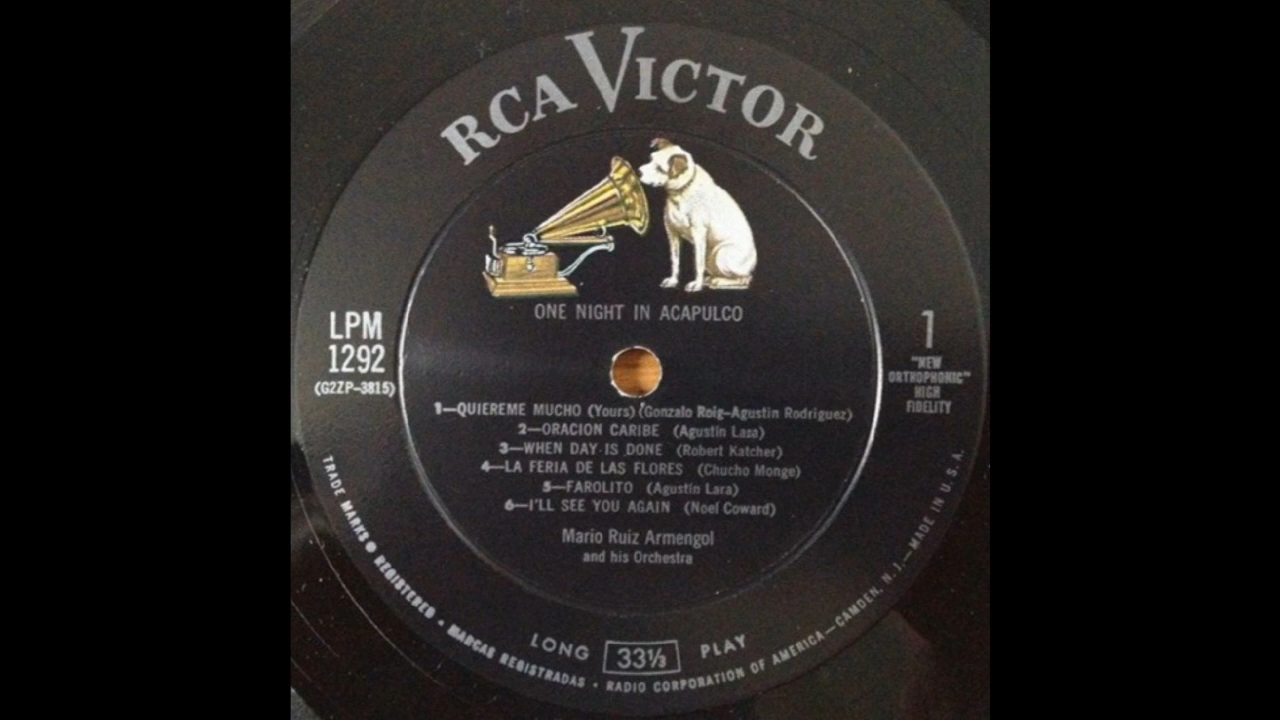 RCA VICTOR
ONE NIGHT IN ACAPULCO
LPM
1292
(G2ZP-3815)
1
"NEW
ORTHOPHONIC"
HIGH
FIDELITY
1—QUIEREME MUCHO (Yours) (Gonzalo Roig-Agustin Rodriguez)
2—ORACION CARIBE (Agustin Lara)
3—WHEN DAY IS DONE (Robert Katcher)
4—LA FERIA DE LAS FLORES (Chucho Monge)
5—FAROLITO (Agustin Lara)
6—I'LL SEE YOU AGAIN (Noel Coward)
Mario Ruiz Armengol
and his Orchestra
LONG 33⅓ PLAY
TRADE MARKS ® REGISTERED • MARCAS REGISTRADAS • RADIO CORPORATION OF AMERICA—CAMDEN, N. J.—MADE IN U. S. A.